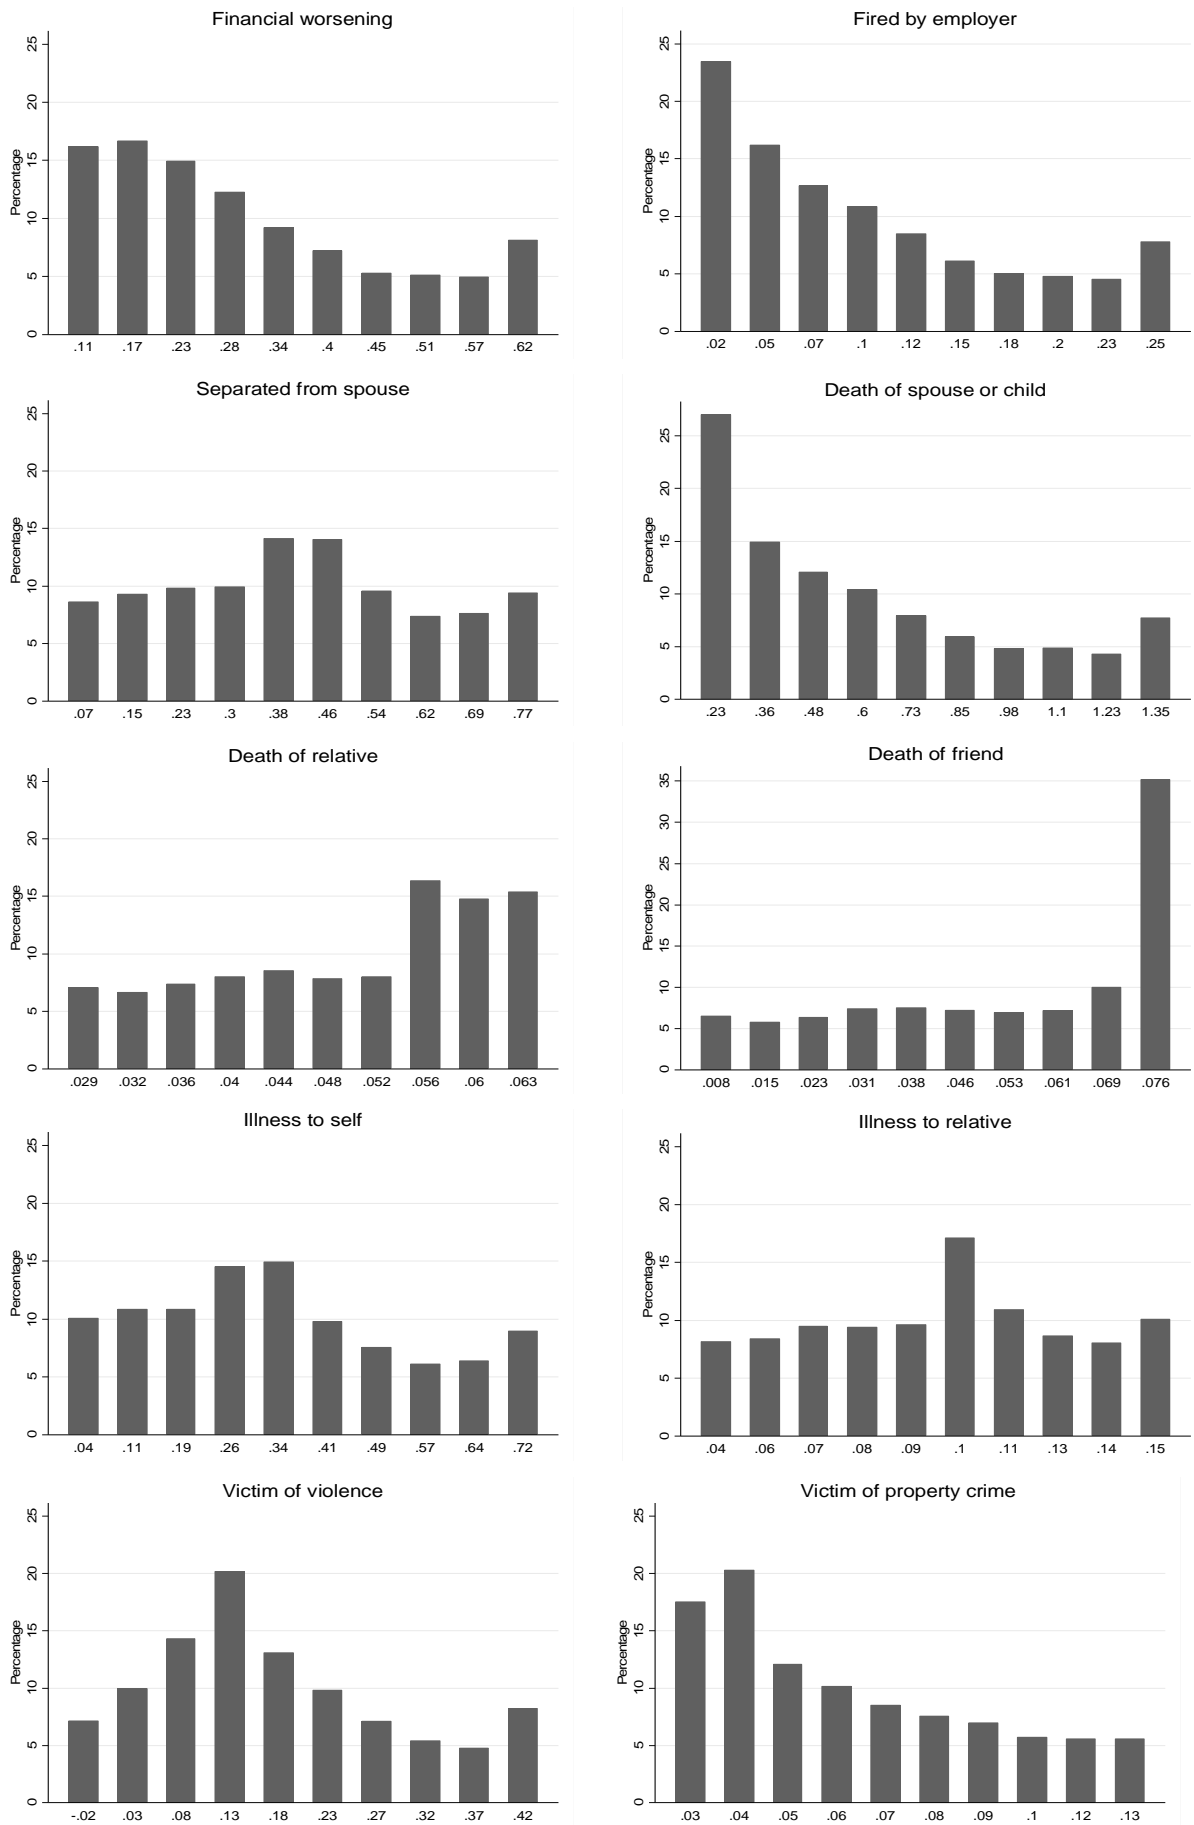 Financial worsening
Percentage
25
20
15
10
5
0
.11 .17 .23 .28 .34 .4 .45 .51 .57 .62
Fired by employer
Percentage
25
20
15
10
5
0
.02 .05 .07 .1 .12 .15 .18 .2 .23 .25
Separated from spouse
Percentage
25
20
15
10
5
0
.07 .15 .23 .3 .38 .46 .54 .62 .69 .77
Death of spouse or child
Percentage
25
20
15
10
5
0
.23 .36 .48 .6 .73 .85 .98 1.1 1.23 1.35
Death of relative
Percentage
25
20
15
10
5
0
.029 .032 .036 .04 .044 .048 .052 .056 .06 .063
Death of friend
Percentage
35
30
25
20
15
10
5
0
.008 .015 .023 .031 .038 .046 .053 .061 .069 .076
Illness to self
Percentage
25
20
15
10
5
0
.04 .11 .19 .26 .34 .41 .49 .57 .64 .72
Illness to relative
Percentage
25
20
15
10
5
0
.04 .06 .07 .08 .09 .1 .11 .13 .14 .15
Victim of violence
Percentage
25
20
15
10
5
0
-.02 .03 .08 .13 .18 .23 .27 .32 .37 .42
Victim of property crime
Percentage
25
20
15
10
5
0
.03 .04 .05 .06 .07 .08 .09 .1 .12 .13